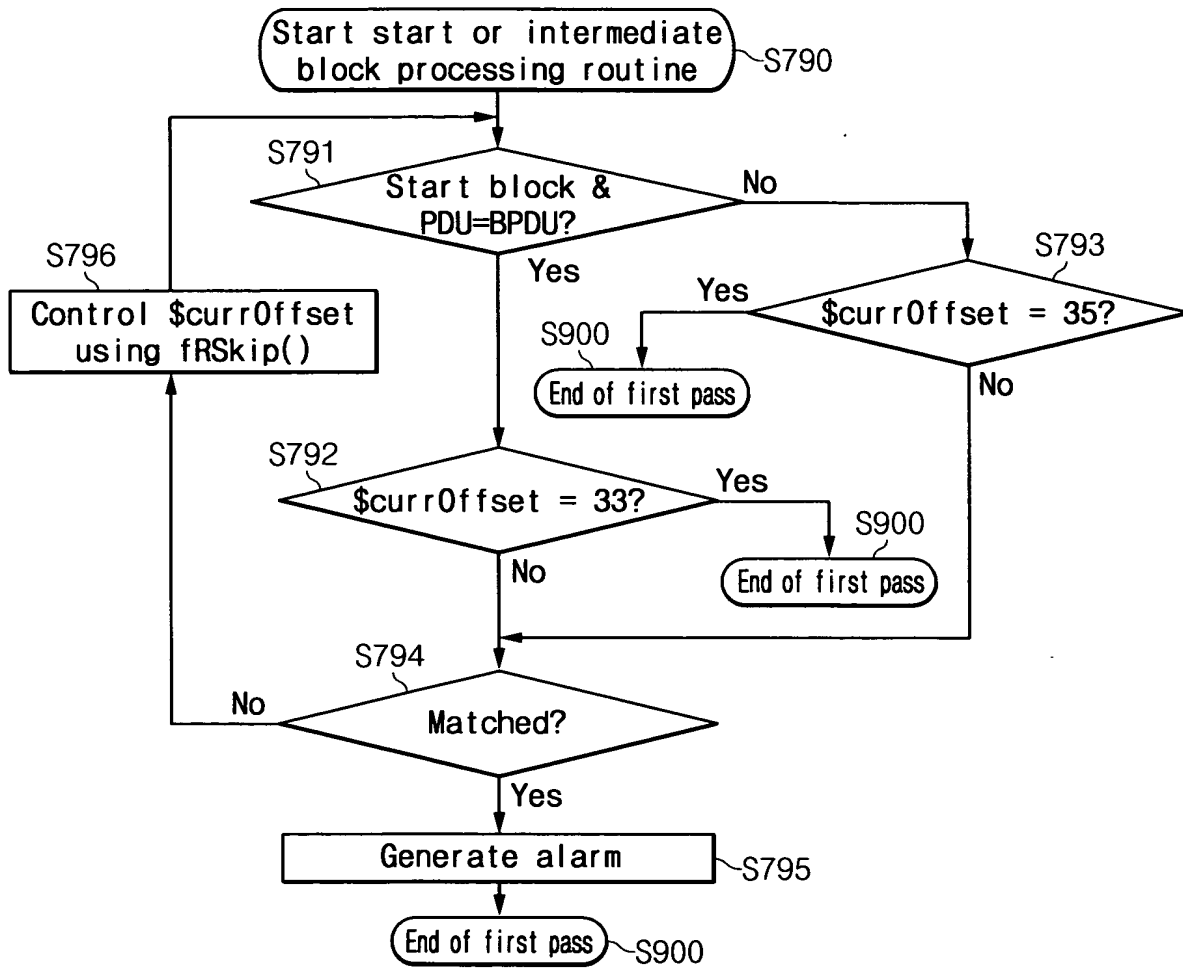 Start start or intermediate
block processing routine
S790
S791
Start block &
PDU=BPDU?
No
Yes
S796
Control $currOffset
using fRSkip()
S793
$currOffset = 35?
Yes
No
S900
End of first pass
S792
$currOffset = 33?
Yes
No
S900
End of first pass
S794
Matched?
No
Yes
Generate alarm
S795
End of first pass
S900